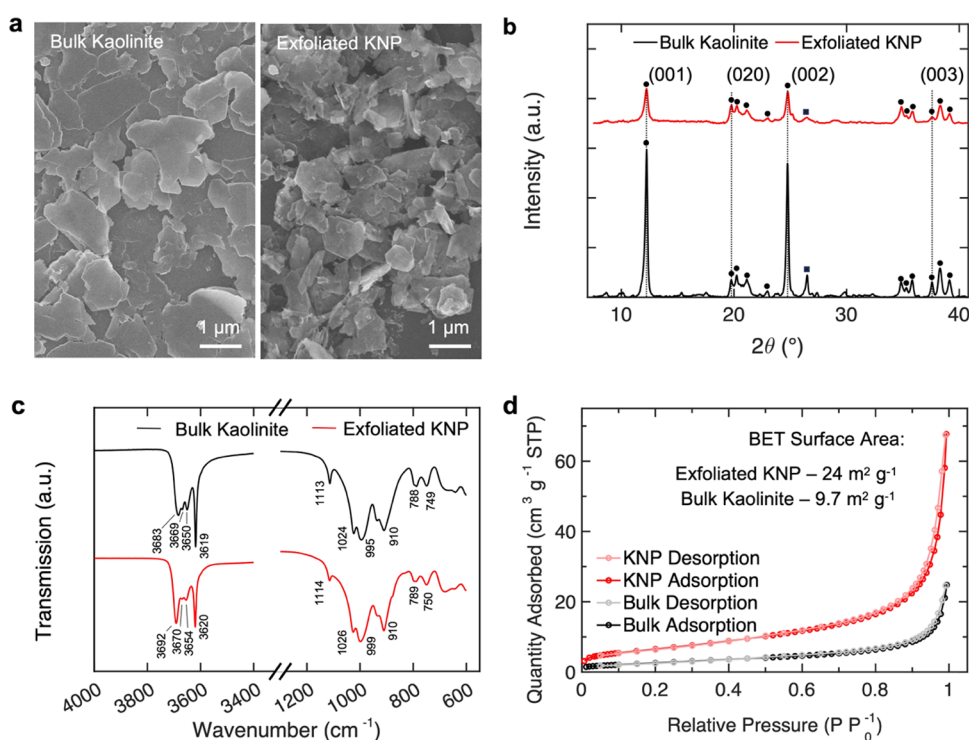 a
Bulk Kaolinite
1 μm
Exfoliated KNP
1 μm
b
Bulk Kaolinite
Exfoliated KNP
(001)
(020)
(002)
(003)
Intensity (a.u.)
10
20
30
40
2θ (°)
c
Bulk Kaolinite
Exfoliated KNP
Transmission (a.u.)
3683
3669
3650
3619
1113
1024
995
910
788
749
3692
3670
3654
3620
1114
1026
999
910
789
750
4000
3800
3600
3400
1200
1000
800
600
Wavenumber (cm⁻¹)
d
BET Surface Area:
Exfoliated KNP – 24 m² g⁻¹
Bulk Kaolinite – 9.7 m² g⁻¹
KNP Desorption
KNP Adsorption
Bulk Desorption
Bulk Adsorption
Quantity Adsorbed (cm³ g⁻¹ STP)
60
40
20
0
0
0.2
0.4
0.6
0.8
1
Relative Pressure (P P₀⁻¹)